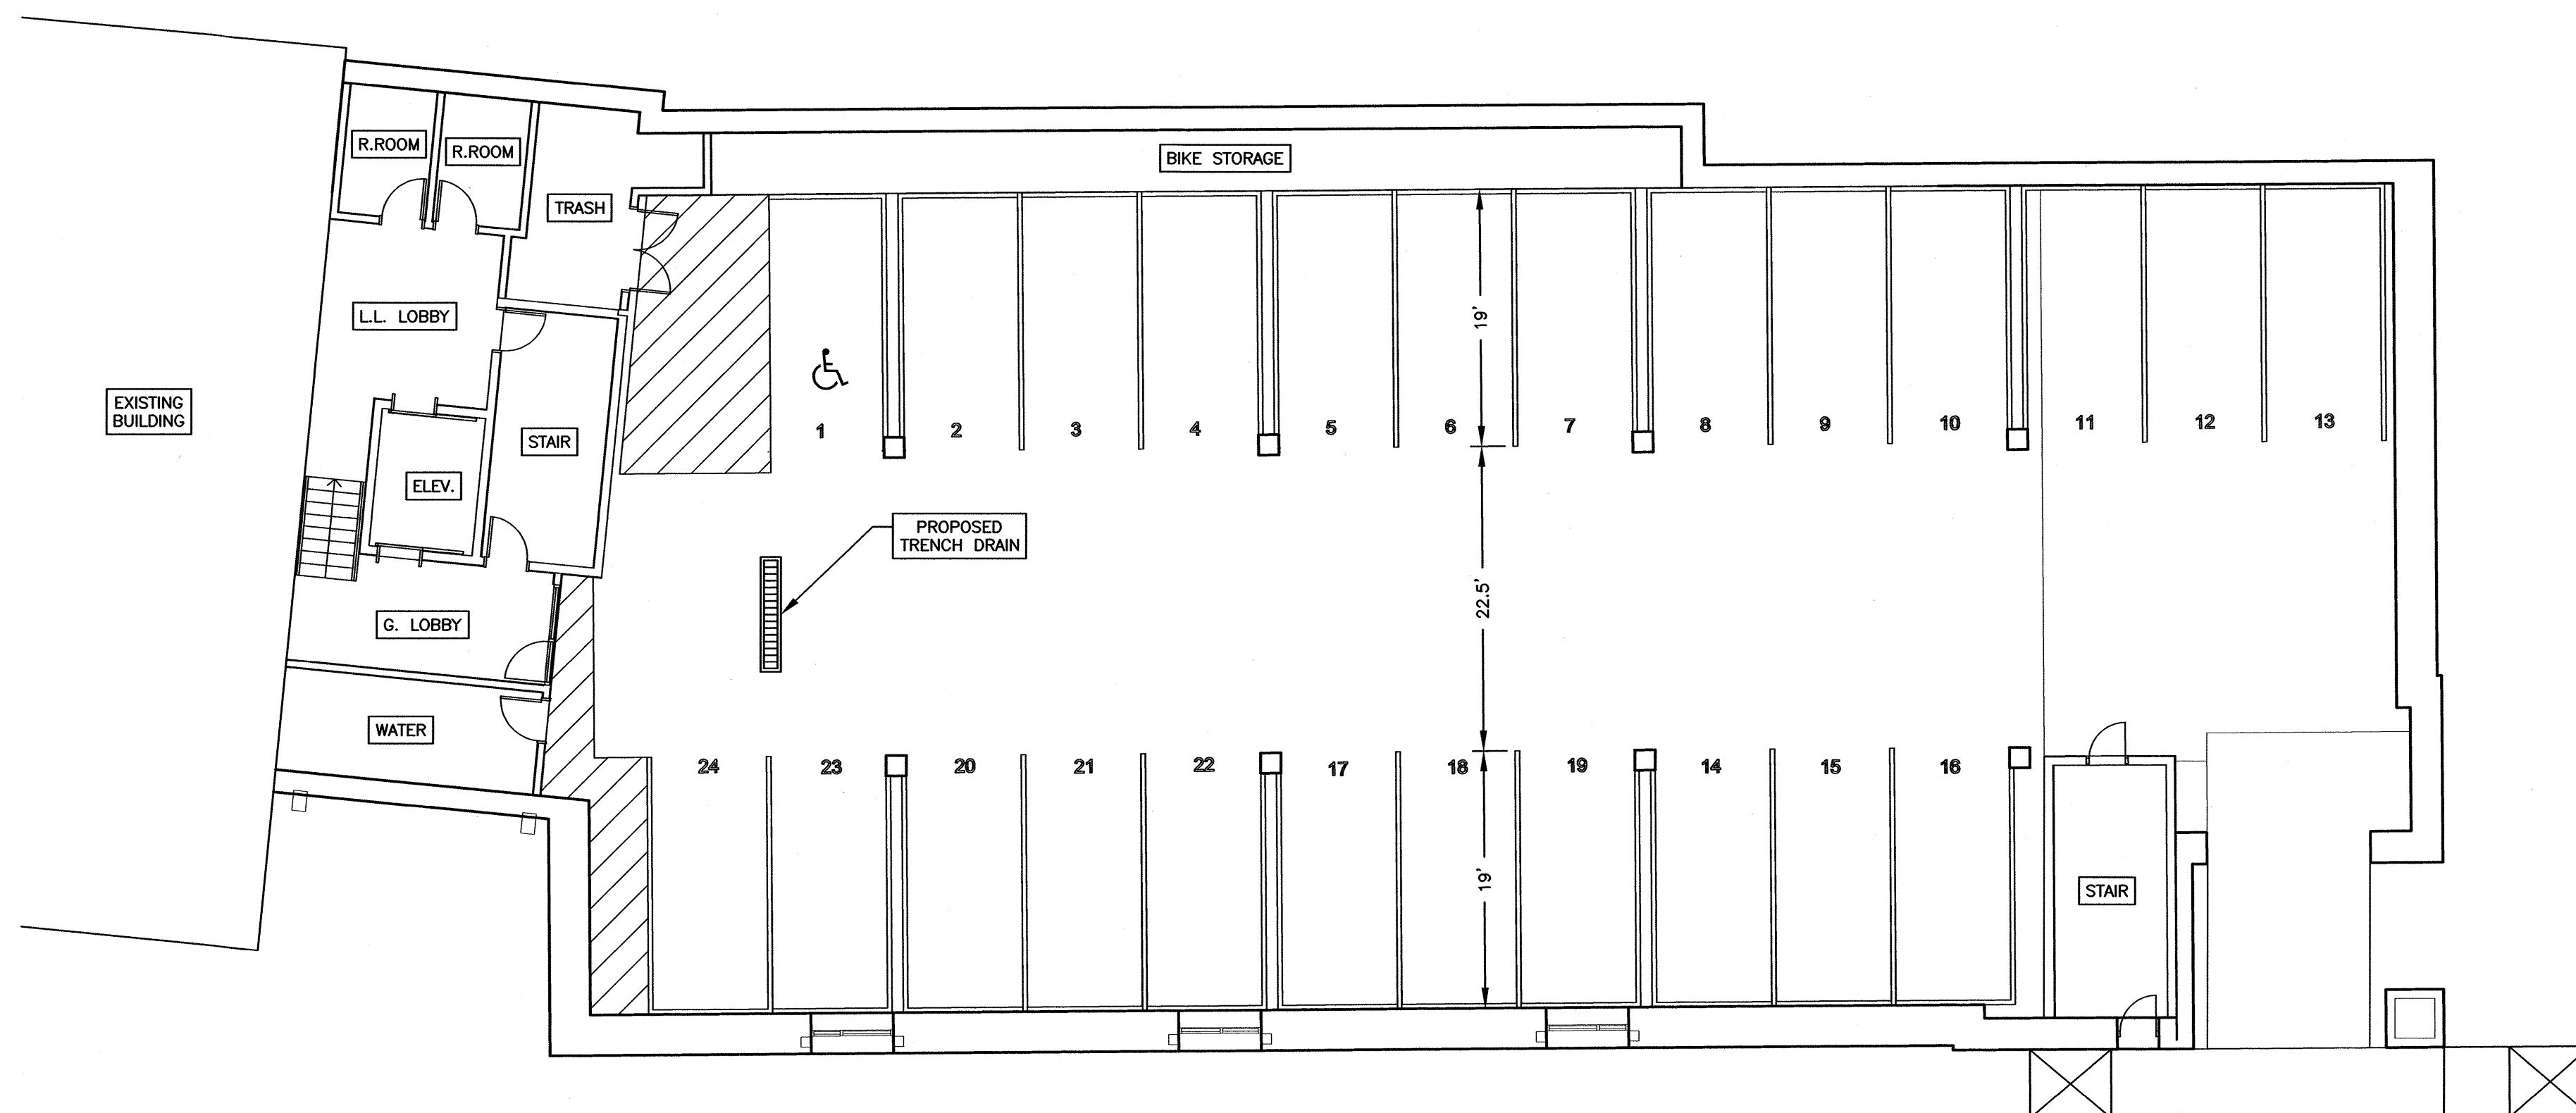 R.ROOM
R.ROOM
BIKE STORAGE
TRASH
L.L. LOBBY
19'
EXISTING
BUILDING
STAIR
1
2
3
4
5
6
7
8
9
10
11
12
13
ELEV.
PROPOSED
TRENCH DRAIN
22.5'
G. LOBBY
WATER
24
23
20
21
22
17
18
19
14
15
16
19'
STAIR